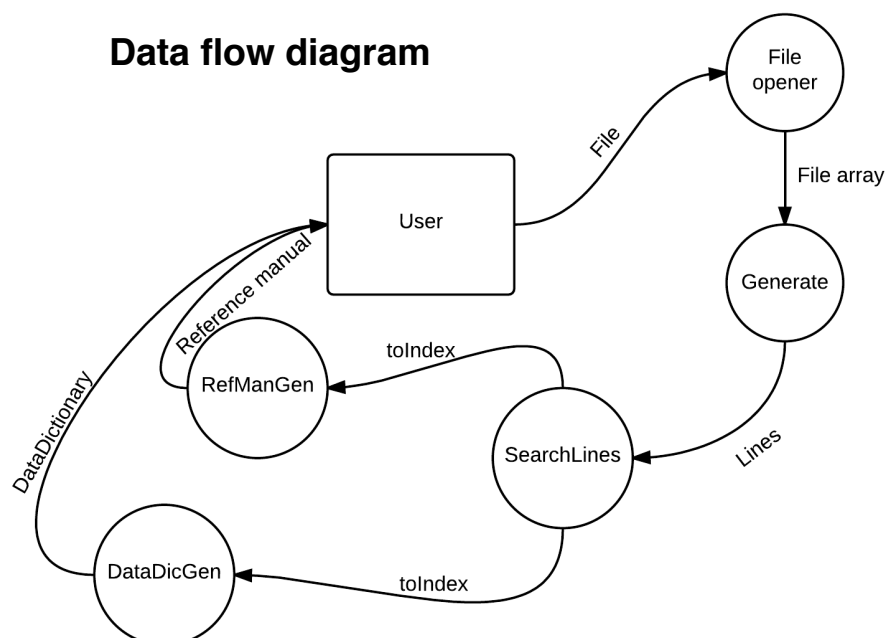 Data flow diagram
File
opener
File
File array
User
Reference manual
Generate
toIndex
RefManGen
DataDictionary
SearchLines
Lines
DataDicGen
toIndex